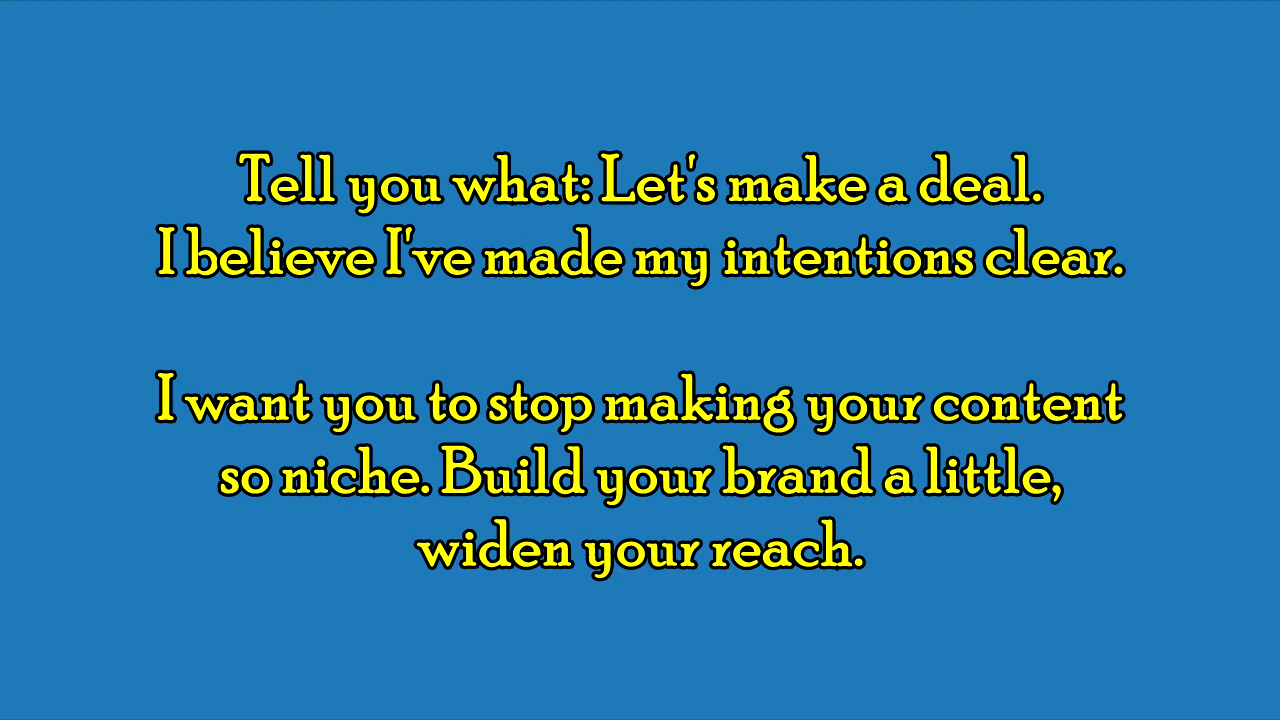 Tell you what: Let's make a deal.
I believe I've made my intentions clear.
I want you to stop making your content
so niche. Build your brand a little,
widen your reach.